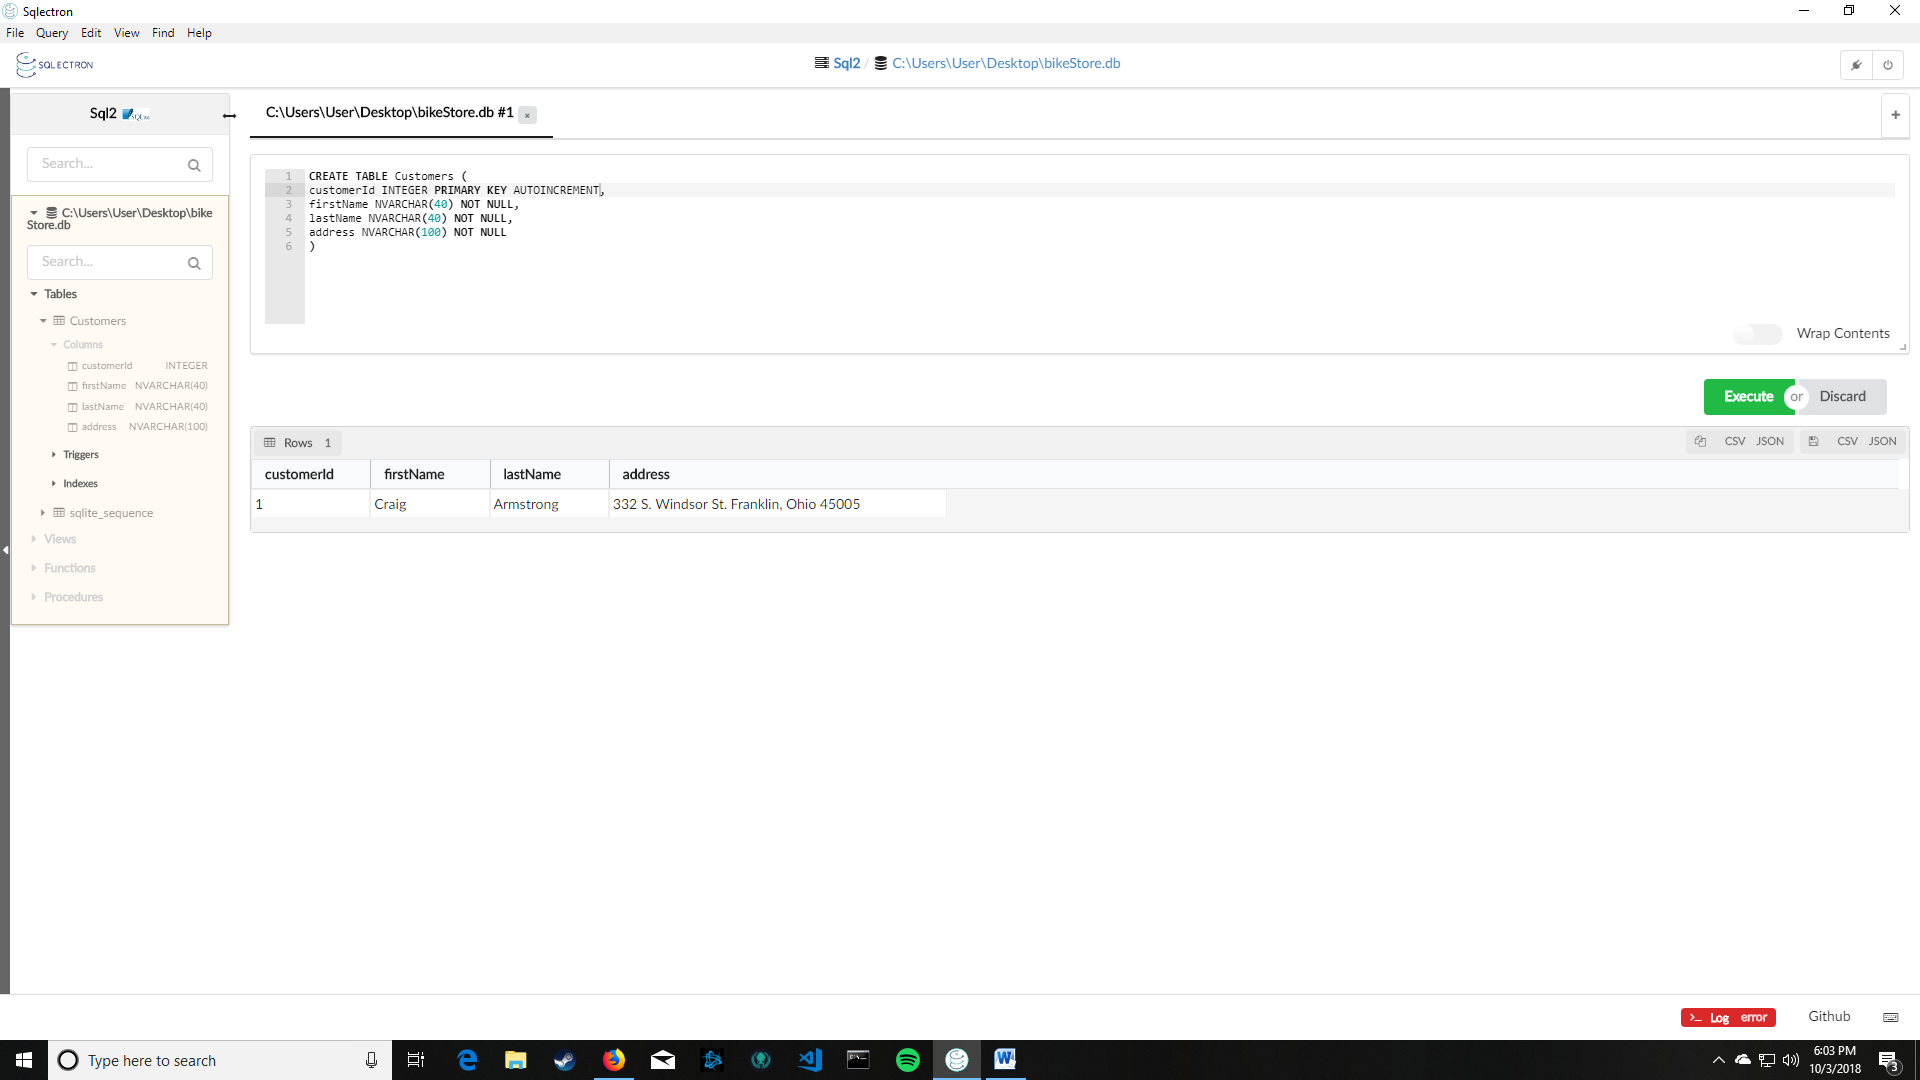 Sqlectron
File Query Edit View Find Help
SQLECTRON
Sql2 / C:\Users\User\Desktop\bikeStore.db
Sql2 SQLite
C:\Users\User\Desktop\bikeStore.db #1 ×
+
Search...
C:\Users\User\Desktop\bike
Store.db
Search...
Tables
Customers
Columns
customerId INTEGER
firstName NVARCHAR(40)
lastName NVARCHAR(40)
address NVARCHAR(100)
Triggers
Indexes
sqlite_sequence
Views
Functions
Procedures
1 CREATE TABLE Customers (
2 customerId INTEGER PRIMARY KEY AUTOINCREMENT,
3 firstName NVARCHAR(40) NOT NULL,
4 lastName NVARCHAR(40) NOT NULL,
5 address NVARCHAR(100) NOT NULL
6 )
Wrap Contents
Execute or Discard
Rows 1 CSV JSON CSV JSON
customerId firstName lastName address
1 Craig Armstrong 332 S. Windsor St. Franklin, Ohio 45005
>_ Log error Github
Type here to search
6:03 PM
10/3/2018
3